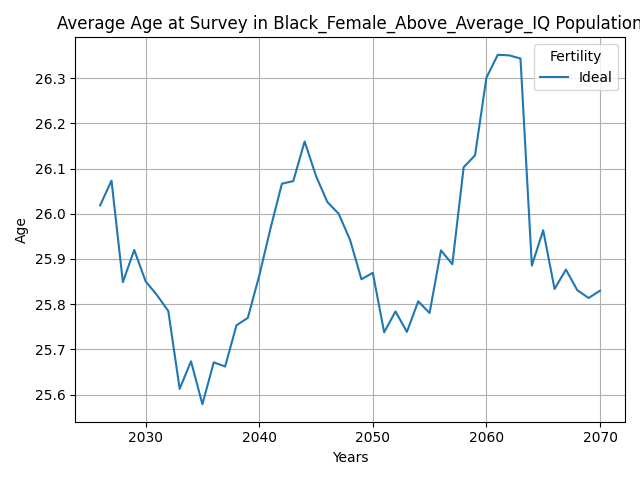 Average Age at Survey in Black_Female_Above_Average_IQ Population
Fertility
Ideal
26.3
26.2
26.1
26.0
25.9
25.8
25.7
25.6
Age
2030 2040 2050 2060 2070
Years